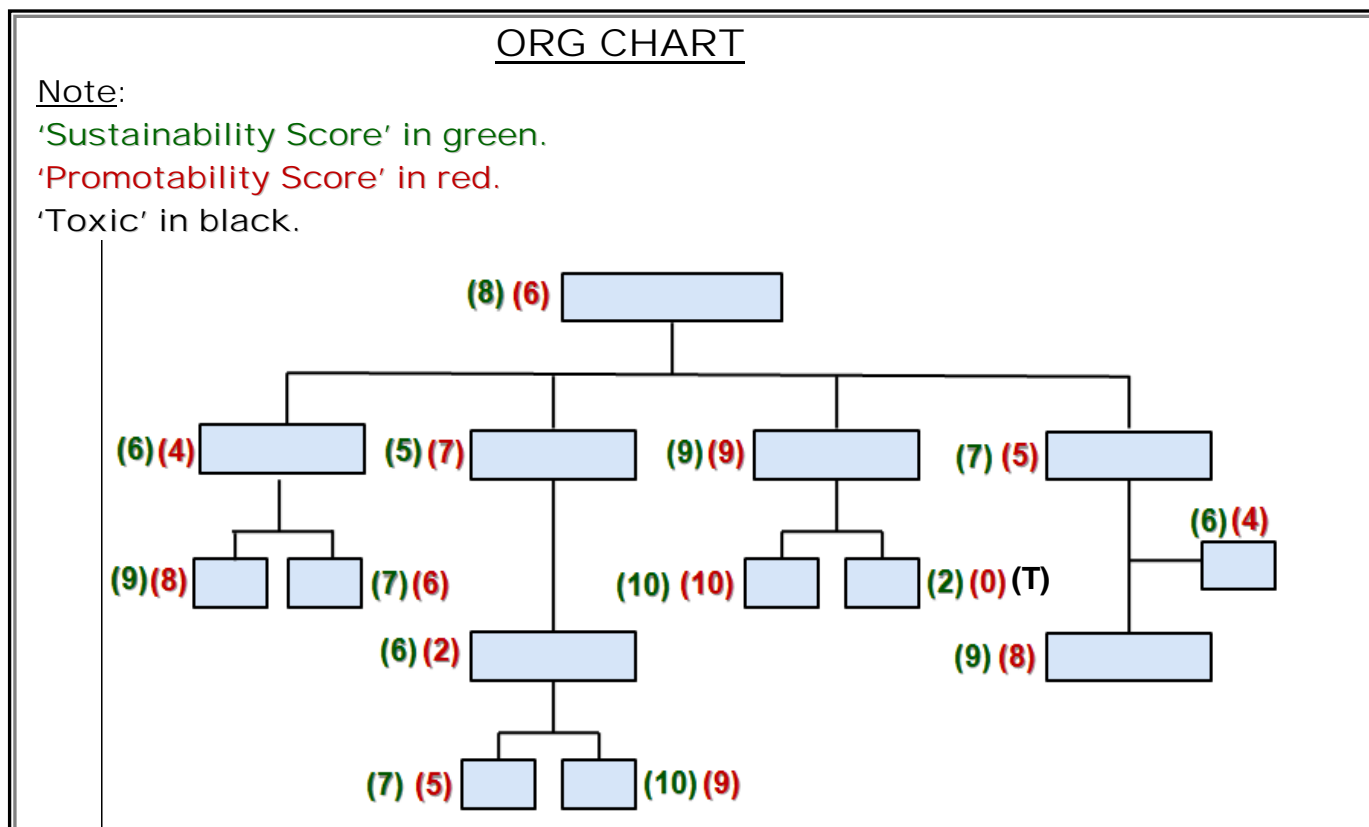 ORG CHART
Note:
‘Sustainability Score’ in green.
‘Promotability Score’ in red.
‘Toxic’ in black.
(8) (6)
(6) (4) (5) (7) (9) (9) (7) (5)
(6) (4)
(9) (8) (7) (6) (10) (10) (2) (0) (T)
(6) (2) (9) (8)
(7) (5) (10) (9)